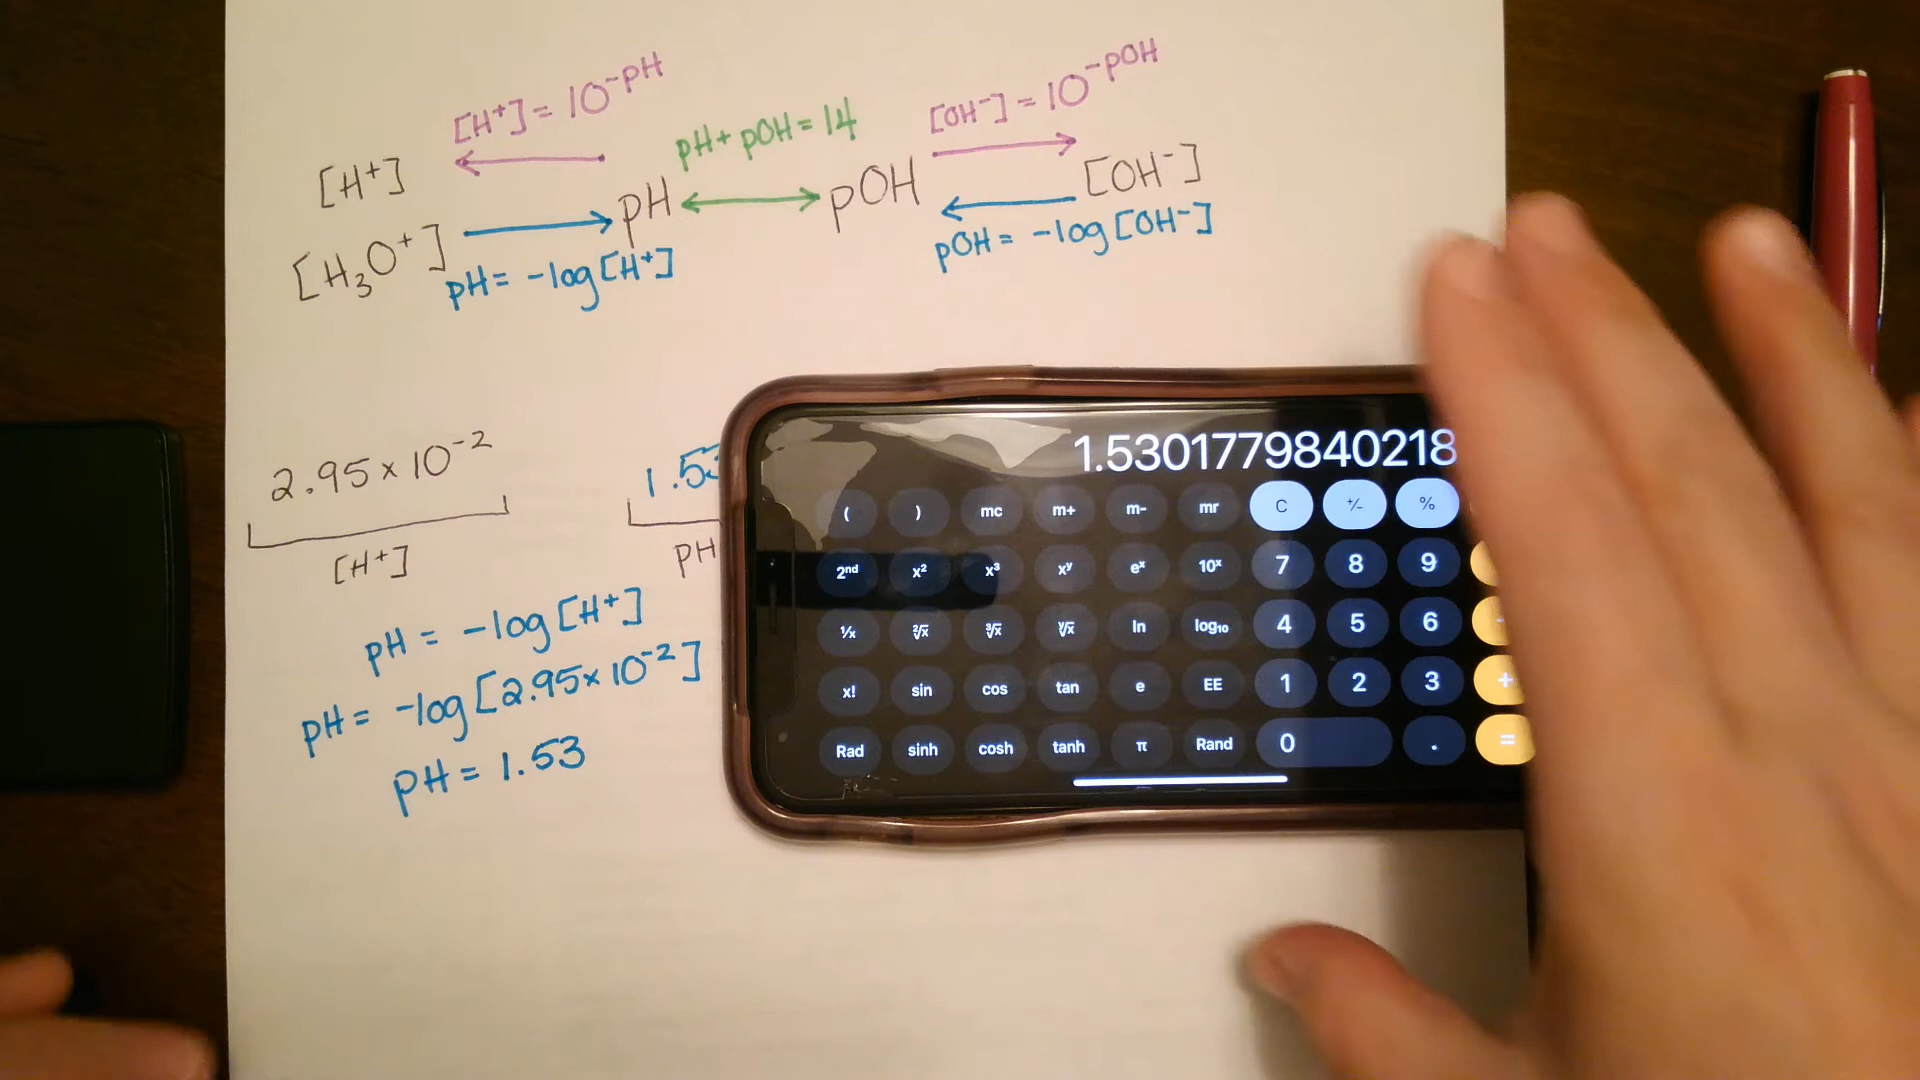 [H⁺] = 10⁻ᵖᴴ
pH + pOH = 14
[OH⁻] = 10⁻ᵖᴼᴴ
[H⁺]
[H₃O⁺]
pH
pOH
[OH⁻]
pH = -log[H⁺]
pOH = -log[OH⁻]
2.95 x 10⁻²
1.53
[H⁺]
pH
pH = -log[H⁺]
pH = -log[2.95 x 10⁻²]
pH = 1.53
1.5301779840218
( ) mc m+ m- mr C +/- %
2ⁿᵈ x² x³ xʸ eˣ 10ˣ 7 8 9
1/x ²√x ³√x ʸ√x ln log₁₀ 4 5 6 -
x! sin cos tan e EE 1 2 3 +
Rad sinh cosh tanh π Rand 0 . =